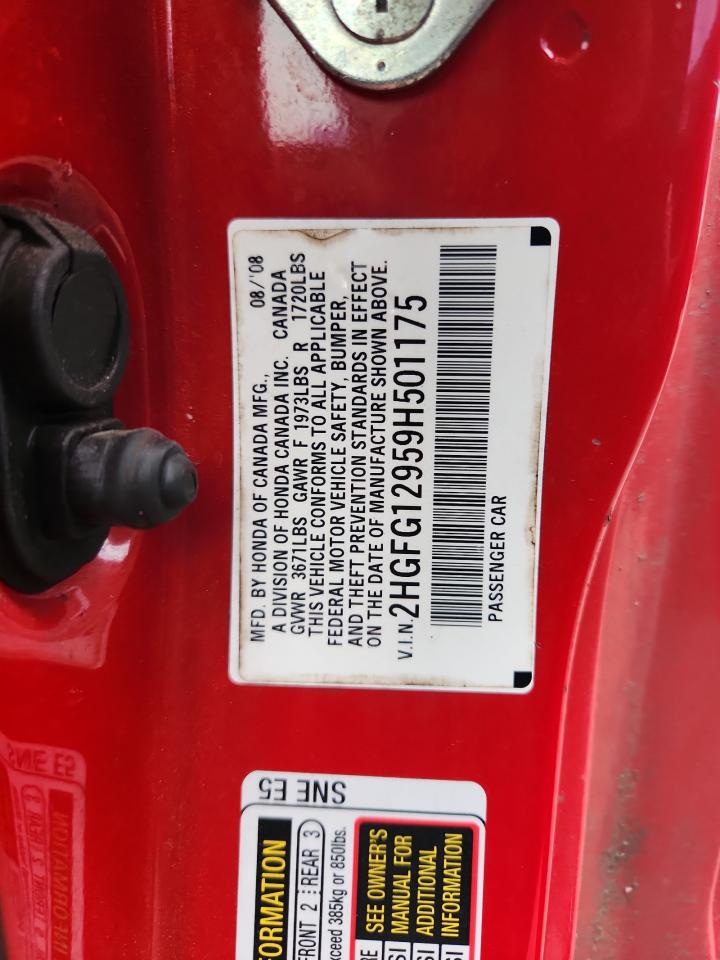 MFD. BY HONDA OF CANADA MFG., 08/'08
A DIVISION OF HONDA CANADA INC. CANADA
GVWR 3671LBS GAWR F 1973LBS R 1720LBS
THIS VEHICLE CONFORMS TO ALL APPLICABLE
FEDERAL MOTOR VEHICLE SAFETY, BUMPER,
AND THEFT PREVENTION STANDARDS IN EFFECT
ON THE DATE OF MANUFACTURE SHOWN ABOVE.
V.I.N. 2HGFG12959H501175
PASSENGER CAR
SNE E5
FRONT 2 REAR 3
385kg or 850lbs.
SEE OWNER'S
MANUAL FOR
ADDITIONAL
INFORMATION